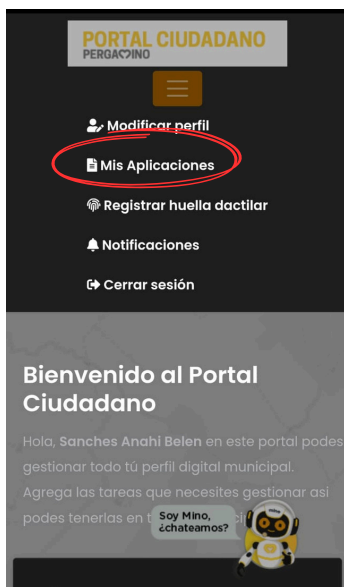 PORTAL CIUDADANO
PERGAMINO
Modificar perfil
Mis Aplicaciones
Registrar huella dactilar
Notificaciones
Cerrar sesión
Bienvenido al Portal
Ciudadano
Hola, Sanches Anahi Belen en este portal podes
gestionar todo tú perfil digital municipal.
Agrega las tareas que necesites gestionar asi
podes tenerlas en
Soy Mino,
¿chateamos?